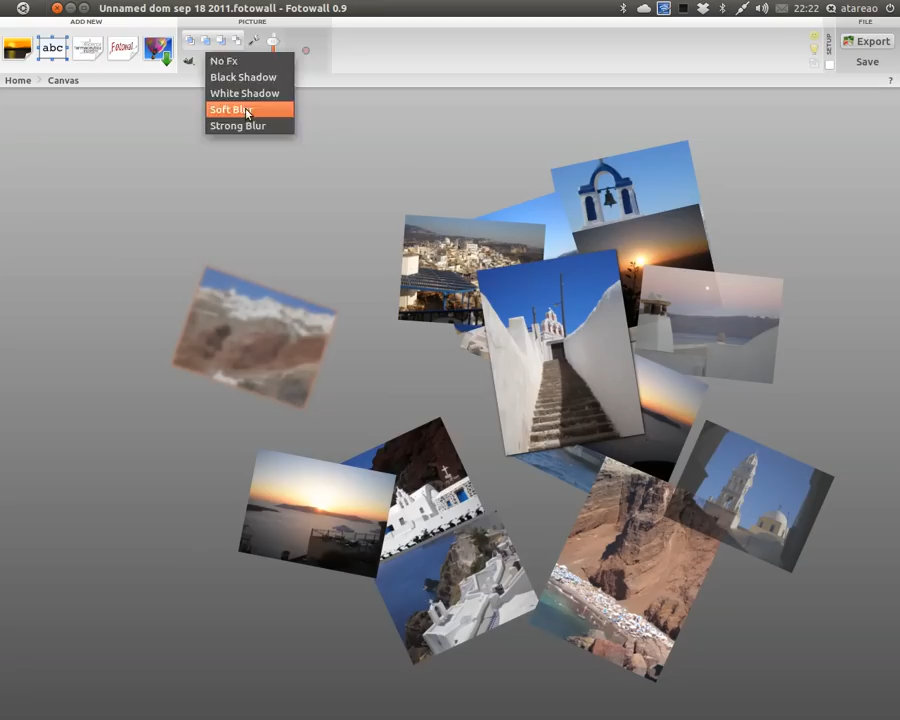 Unnamed dom sep 18 2011.fotowall - Fotowall 0.9
22:22
atareao
ADD NEW
PICTURE
FILE
abc
Fotowall
SETUP
Export
Save
Home
Canvas
?
No Fx
Black Shadow
White Shadow
Soft Blur
Strong Blur